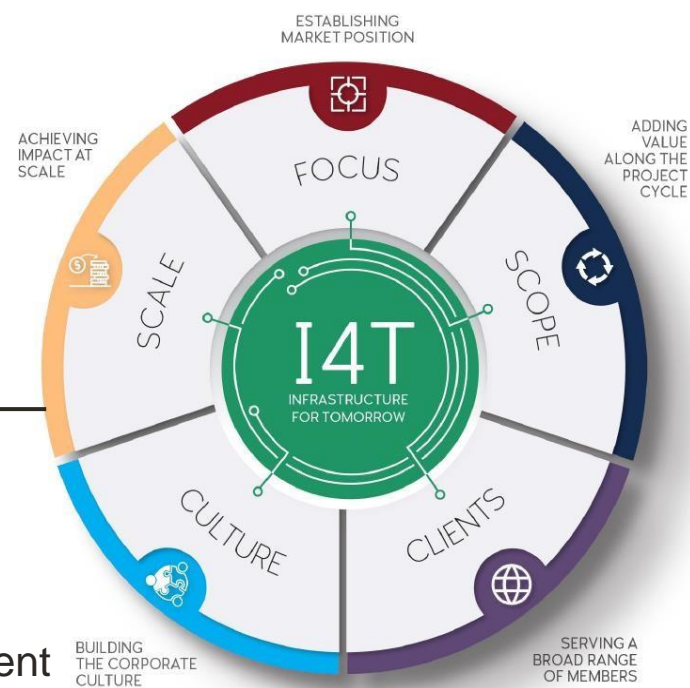 ESTABLISHING
MARKET POSITION
ACHIEVING
IMPACT AT
SCALE
ADDING
VALUE
ALONG THE
PROJECT
CYCLE
FOCUS
SCALE
SCOPE
I4T
INFRASTRUCTURE
FOR TOMORROW
CULTURE
CLIENTS
BUILDING
THE CORPORATE
CULTURE
SERVING A
BROAD RANGE
OF MEMBERS